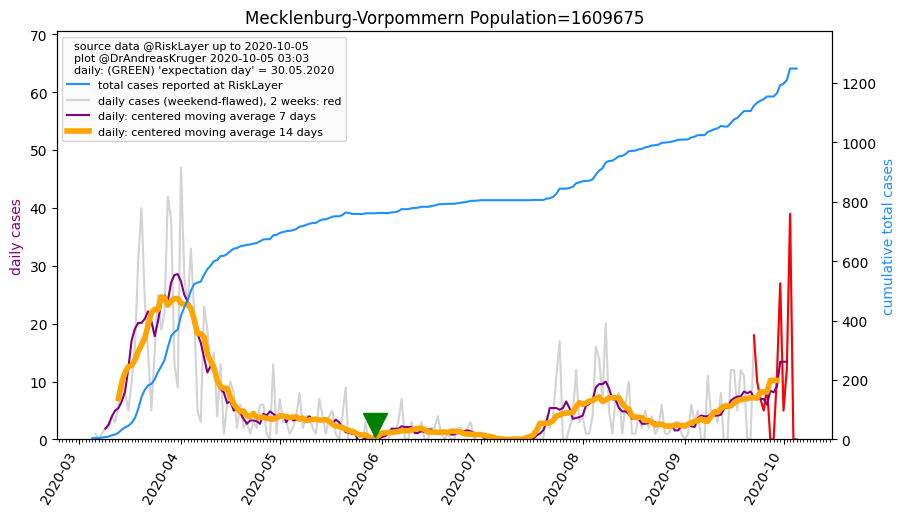 Mecklenburg-Vorpommern Population=1609675
source data @RiskLayer up to 2020-10-05
plot @DrAndreasKruger 2020-10-05 03:03
daily: (GREEN) 'expectation day' = 30.05.2020
total cases reported at RiskLayer
daily cases (weekend-flawed), 2 weeks: red
daily: centered moving average 7 days
daily: centered moving average 14 days
daily cases
70
60
50
40
30
20
10
0
cumulative total cases
1200
1000
800
600
400
200
0
2020-03
2020-04
2020-05
2020-06
2020-07
2020-08
2020-09
2020-10